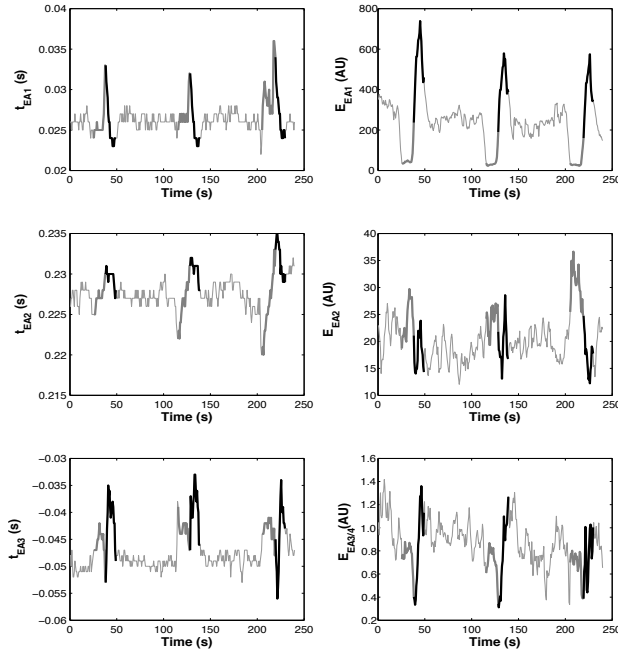 0.04
0.035
0.03
0.025
0.02
0 50 100 150 200 250
t_EA1 (s)
Time (s)
800
600
400
200
0
0 50 100 150 200 250
E_EA1 (AU)
Time (s)
0.235
0.23
0.225
0.22
0.215
0 50 100 150 200 250
t_EA2 (s)
Time (s)
40
35
30
25
20
15
10
0 50 100 150 200 250
E_EA2 (AU)
Time (s)
−0.03
−0.035
−0.04
−0.045
−0.05
−0.055
−0.06
0 50 100 150 200 250
t_EA3 (s)
Time (s)
1.6
1.4
1.2
1.0
0.8
0.6
0.4
0.2
0 50 100 150 200 250
E_EA3/4 (AU)
Time (s)